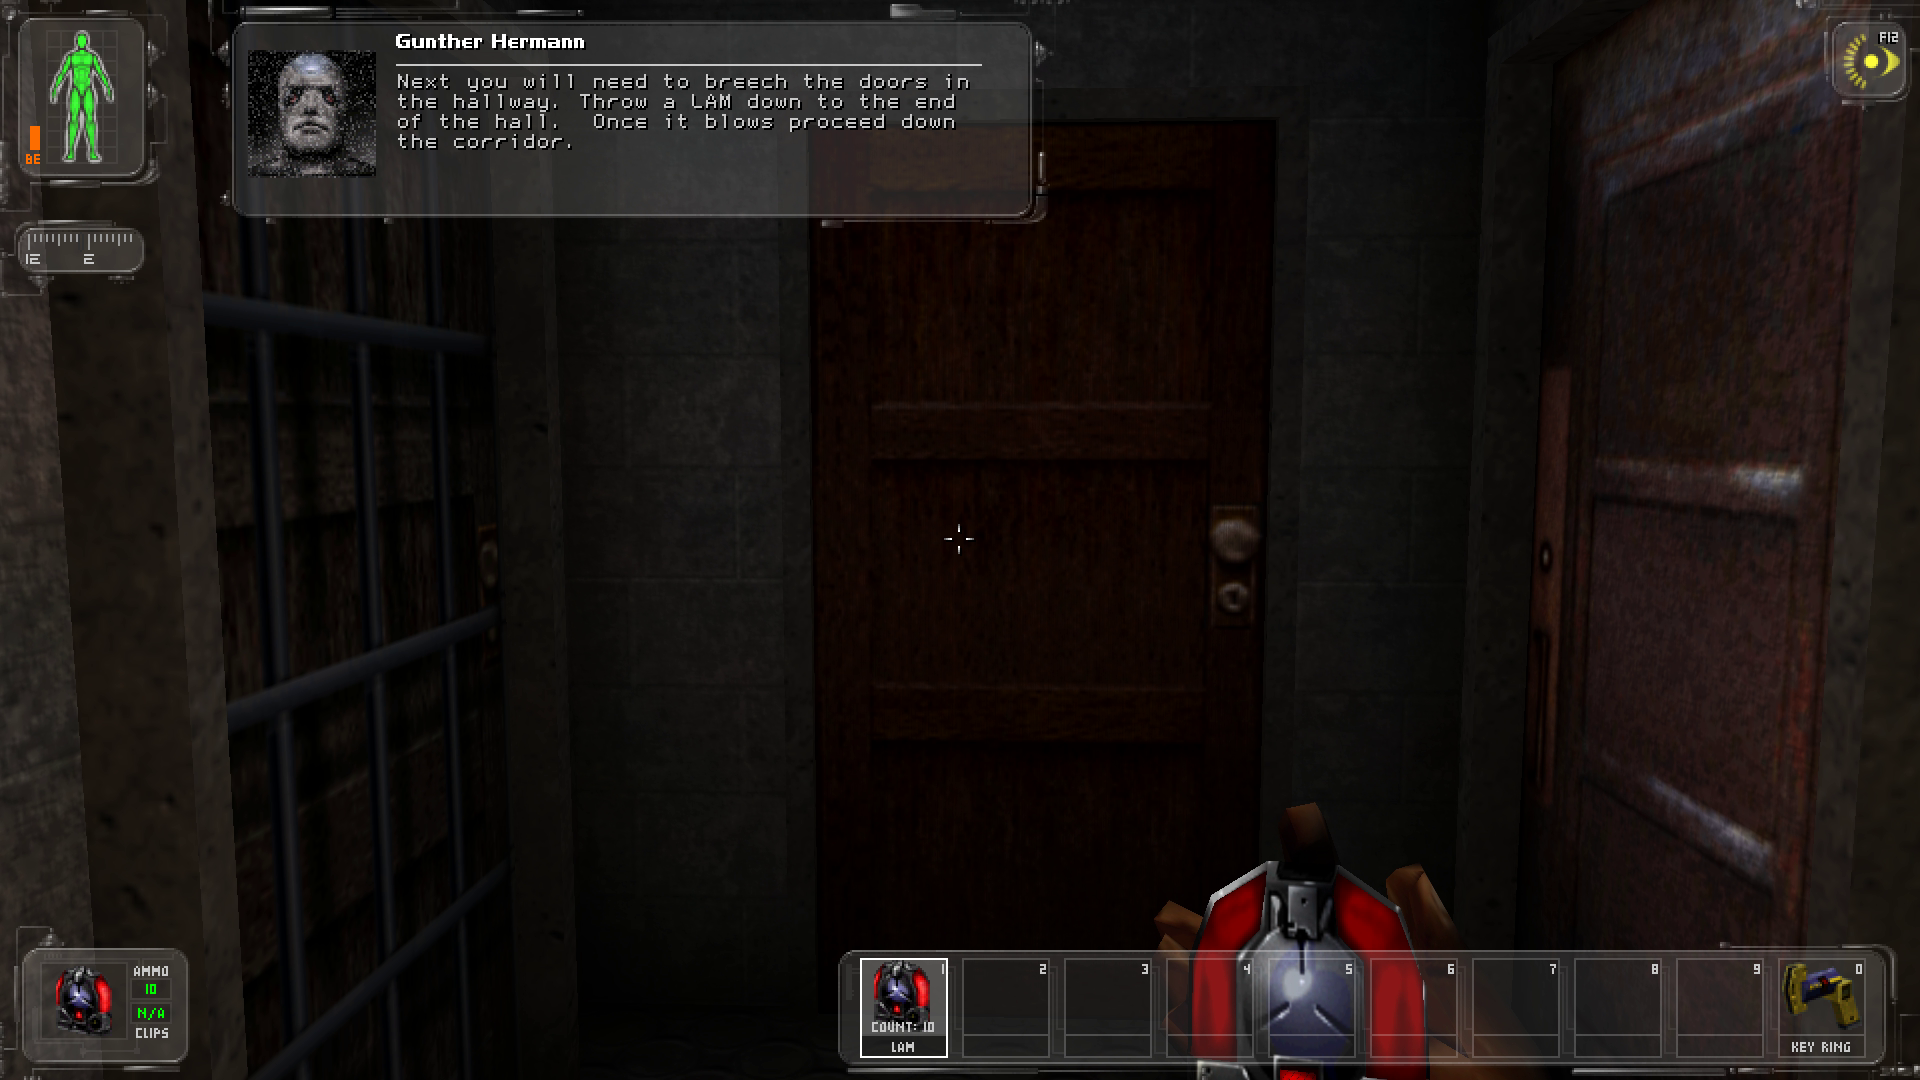 Gunther Hermann
F12
Next you will need to breech the doors in
the hallway. Throw a LAM down to the end
of the hall. Once it blows proceed down
the corridor.
BE
E
AMMO
10
N/A
CLIPS
1 2 3 4 5 6 7 8 9 0
COUNT: 10
LAM
KEY RING